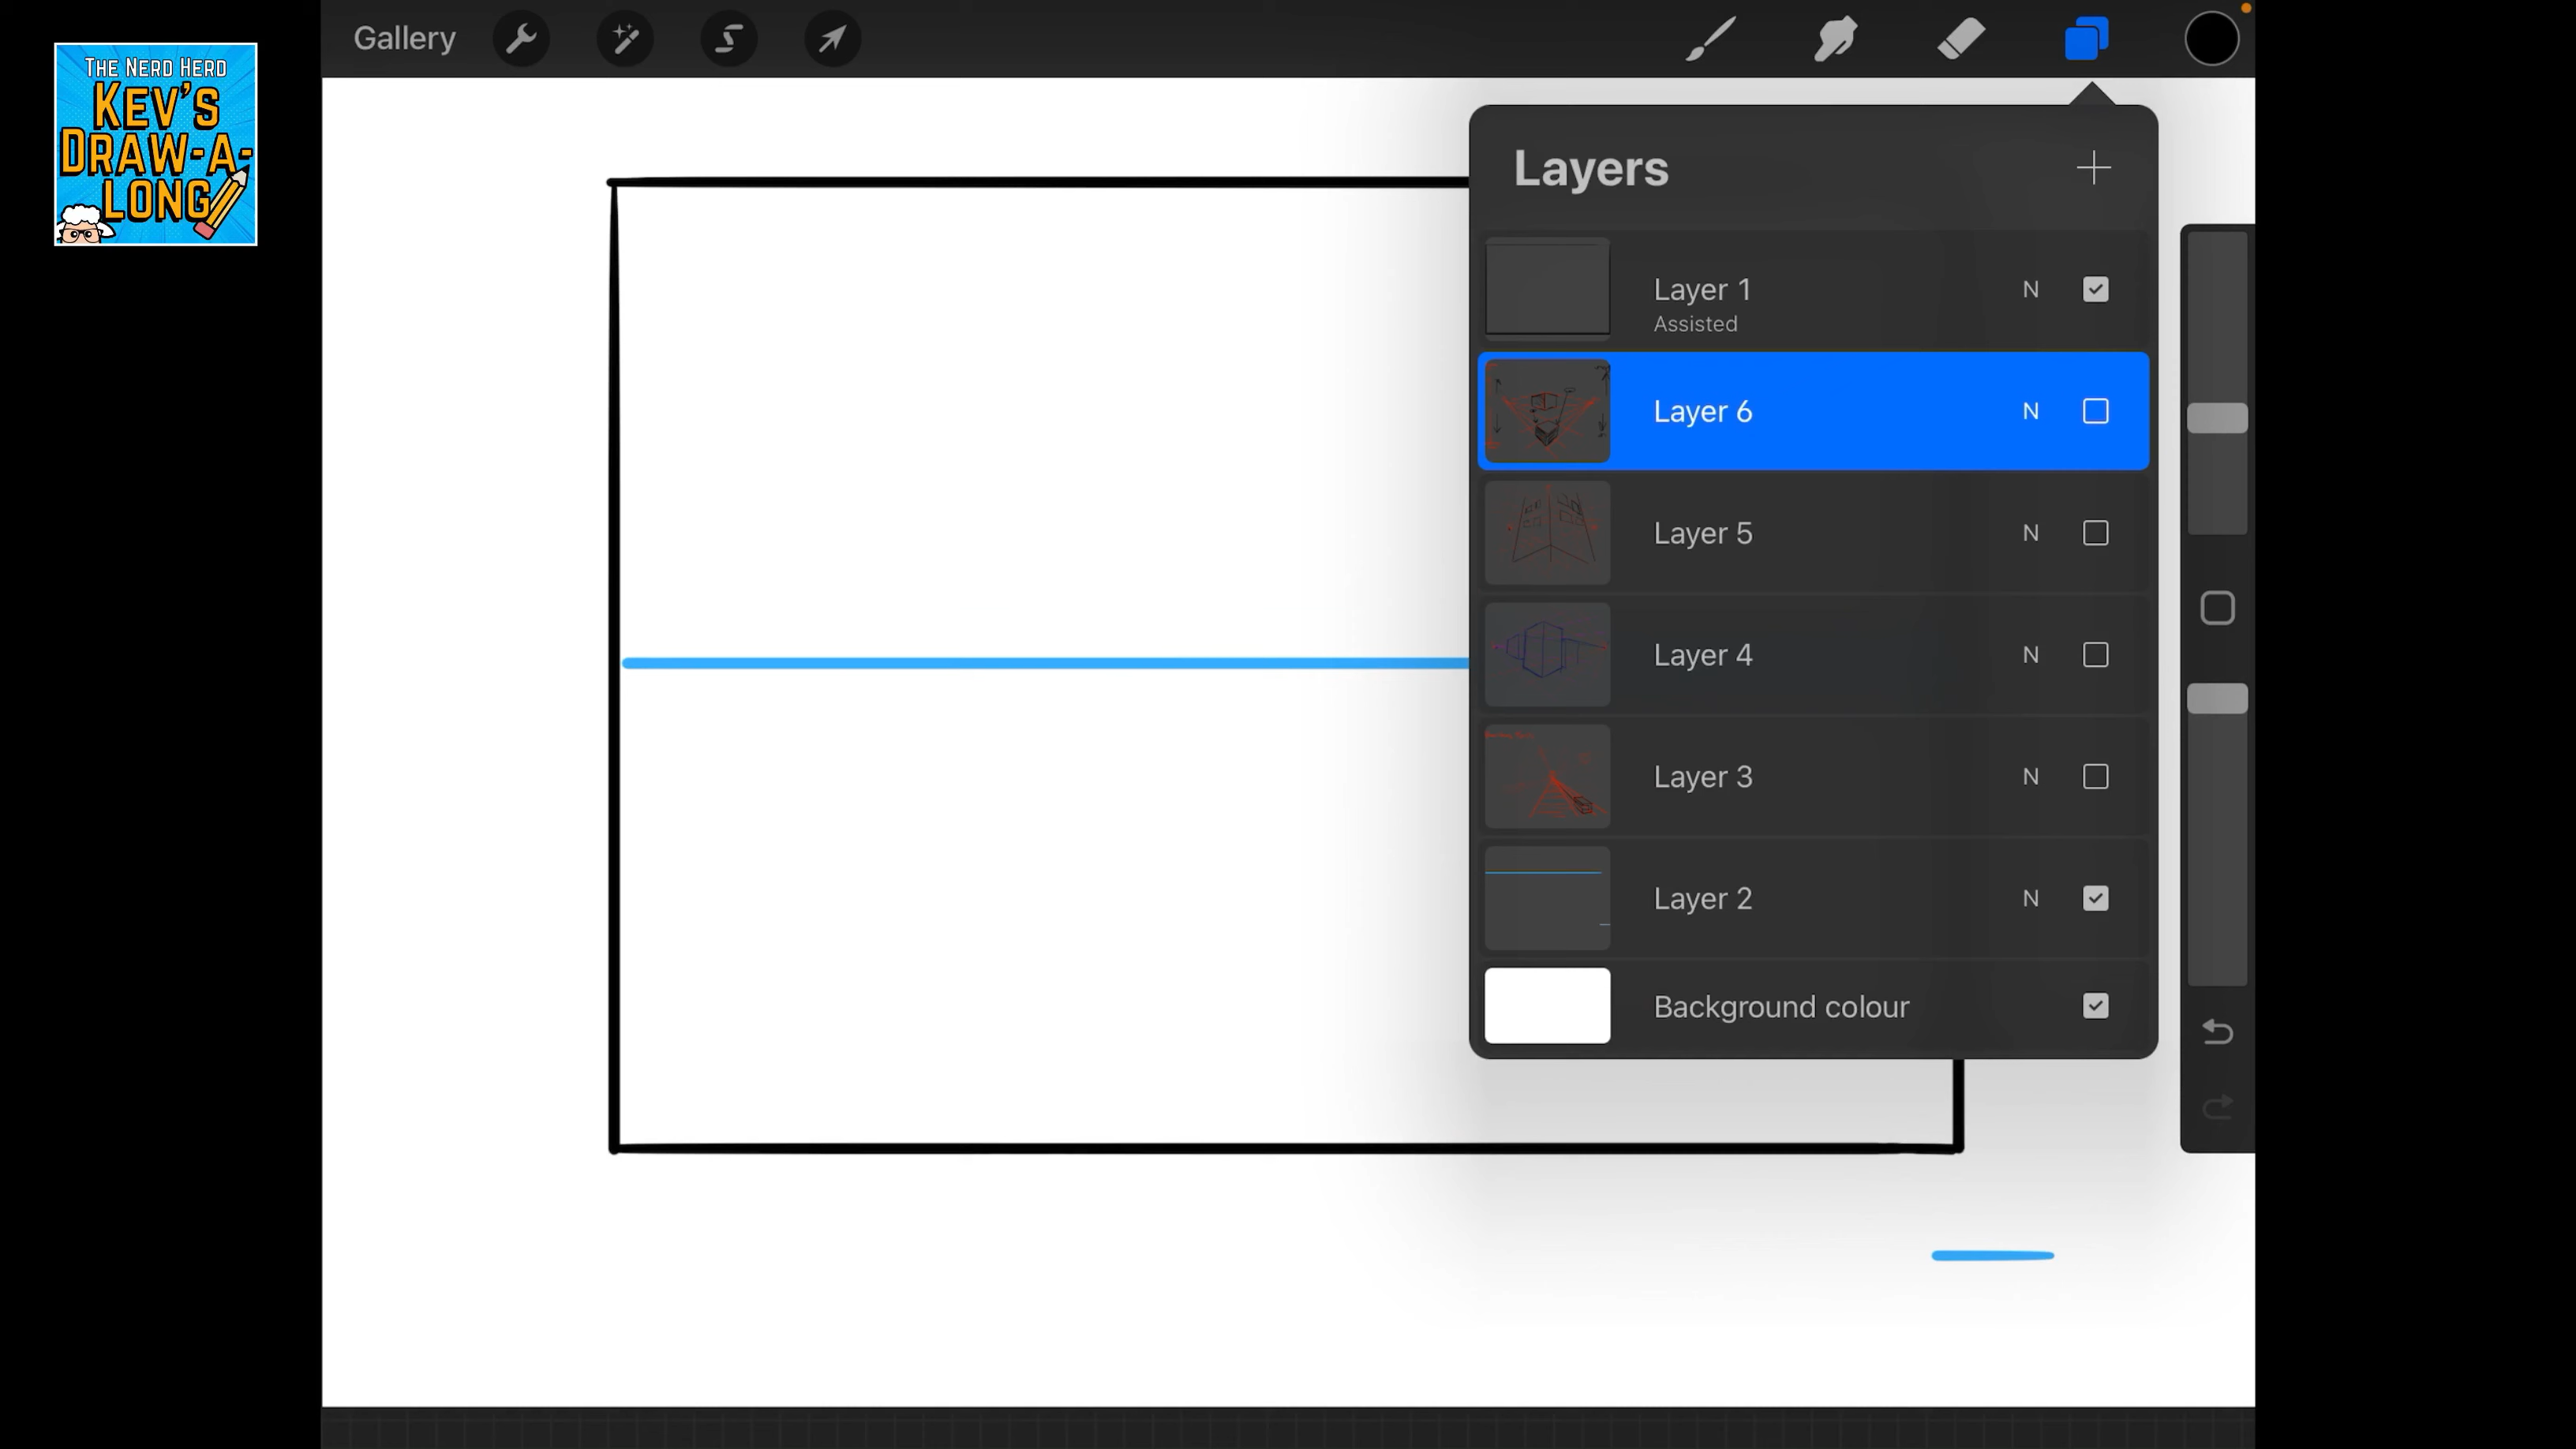 THE NERD HERD
KEV'S
DRAW-A-
LONG
Gallery
Layers
Layer 1
N
Assisted
Layer 6
N
Layer 5
N
Layer 4
N
Layer 3
N
Layer 2
N
Background colour